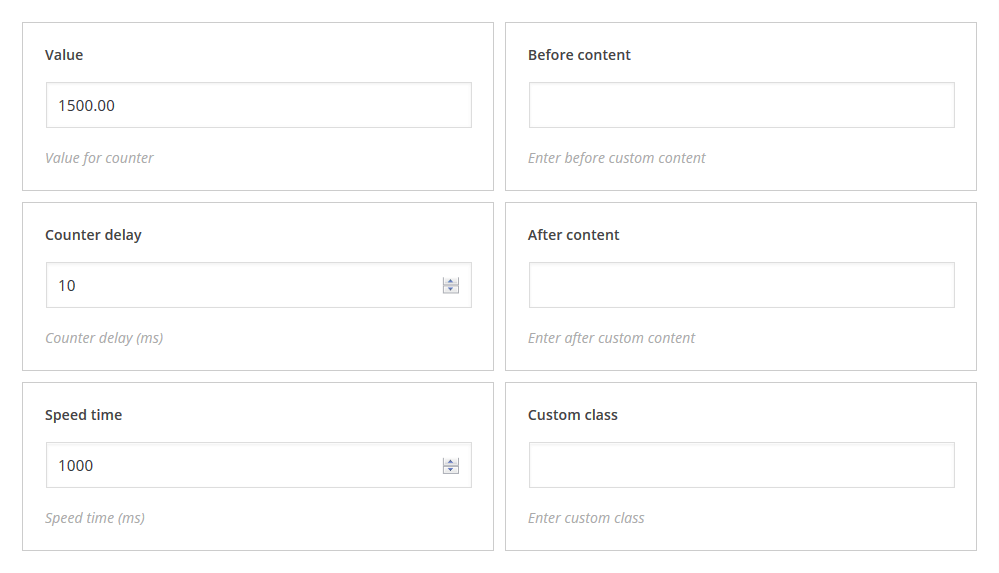 Value
1500.00
Value for counter
Before content
Enter before custom content
Counter delay
10
Counter delay (ms)
After content
Enter after custom content
Speed time
1000
Speed time (ms)
Custom class
Enter custom class